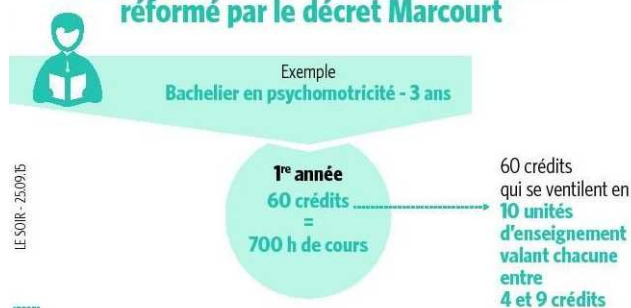 réformé par le décret Marcourt
Exemple
Bachelier en psychomotricité - 3 ans
1re année
60 crédits
=
700 h de cours
60 crédits
qui se ventilent en
10 unités
d'enseignement
valant chacune
entre
4 et 9 crédits
LE SOIR - 25.09.15